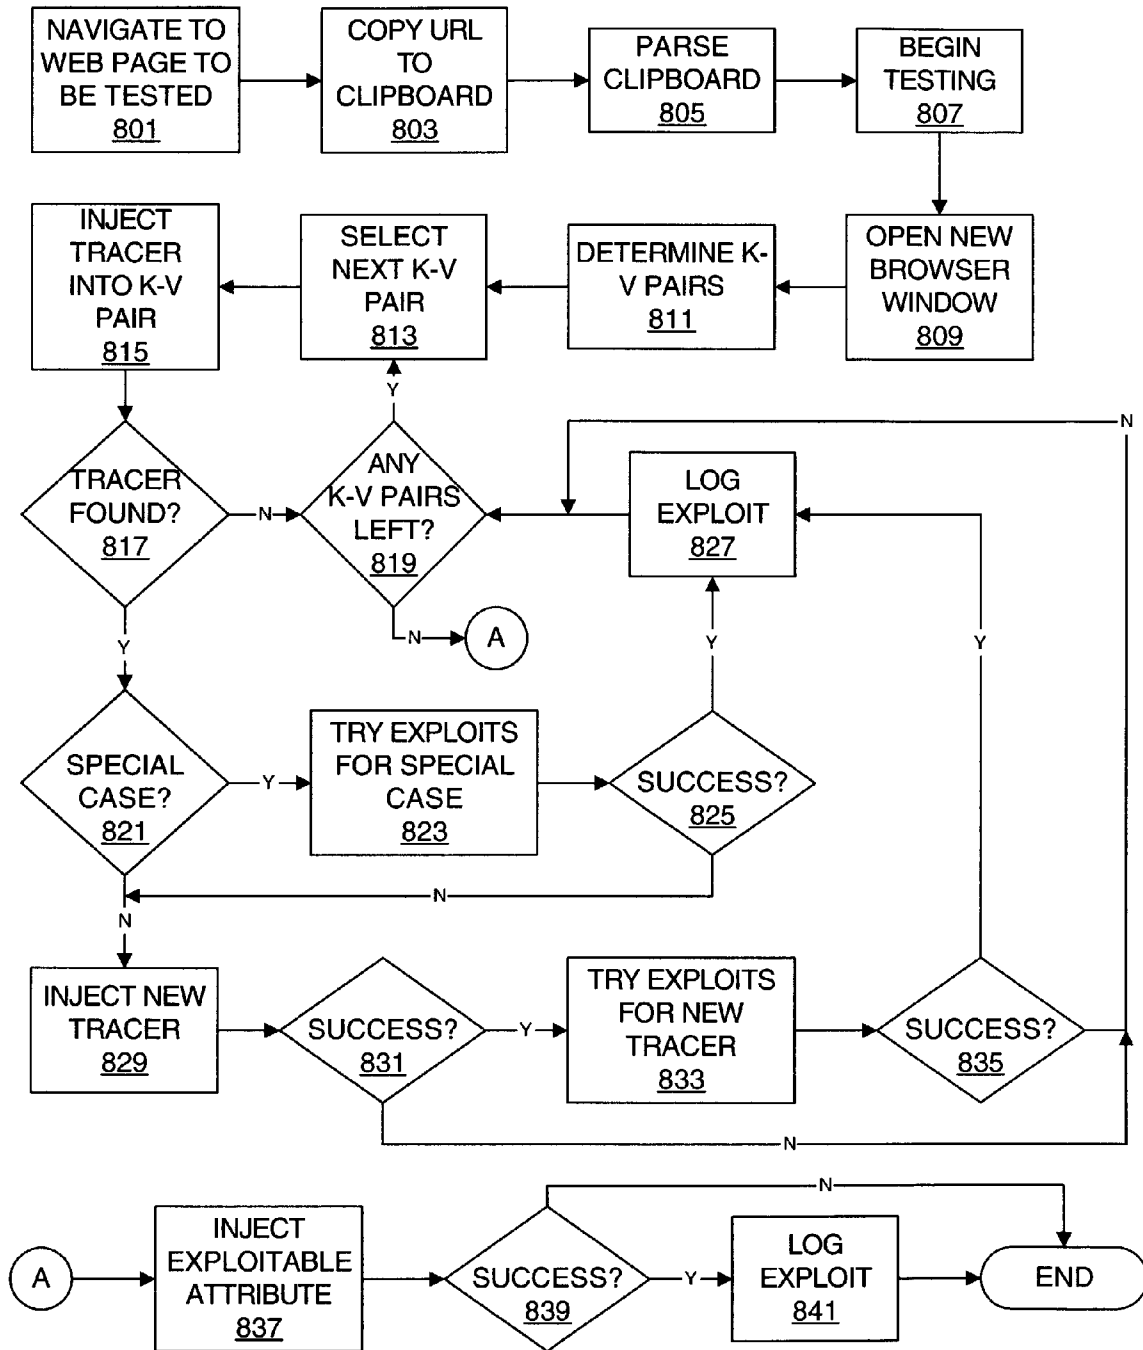 NAVIGATE TO
WEB PAGE TO
BE TESTED
801
COPY URL
TO
CLIPBOARD
803
PARSE
CLIPBOARD
805
BEGIN
TESTING
807
INJECT
TRACER
INTO K-V
PAIR
815
SELECT
NEXT K-V
PAIR
813
DETERMINE K-
V PAIRS
811
OPEN NEW
BROWSER
WINDOW
809
Y
N
TRACER
FOUND?
817
N
ANY
K-V PAIRS
LEFT?
819
LOG
EXPLOIT
827
N
A
Y
Y
Y
SPECIAL
CASE?
821
Y
TRY EXPLOITS
FOR SPECIAL
CASE
823
SUCCESS?
825
N
N
INJECT NEW
TRACER
829
SUCCESS?
831
Y
TRY EXPLOITS
FOR NEW
TRACER
833
SUCCESS?
835
N
N
A
INJECT
EXPLOITABLE
ATTRIBUTE
837
SUCCESS?
839
Y
LOG
EXPLOIT
841
END